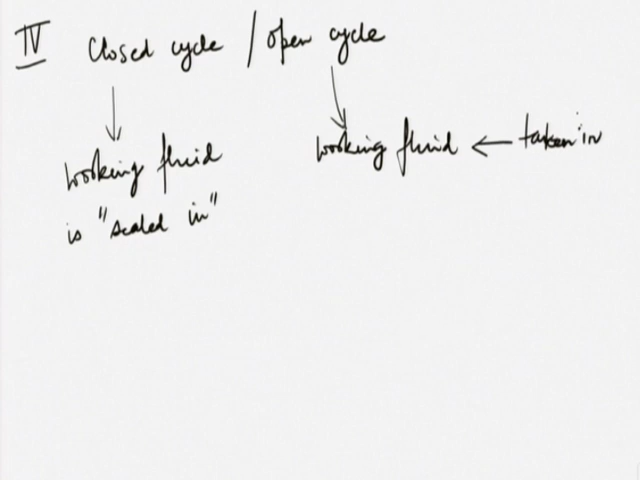 IV Closed cycle / open cycle
working fluid is "sealed in"
working fluid ← taken in